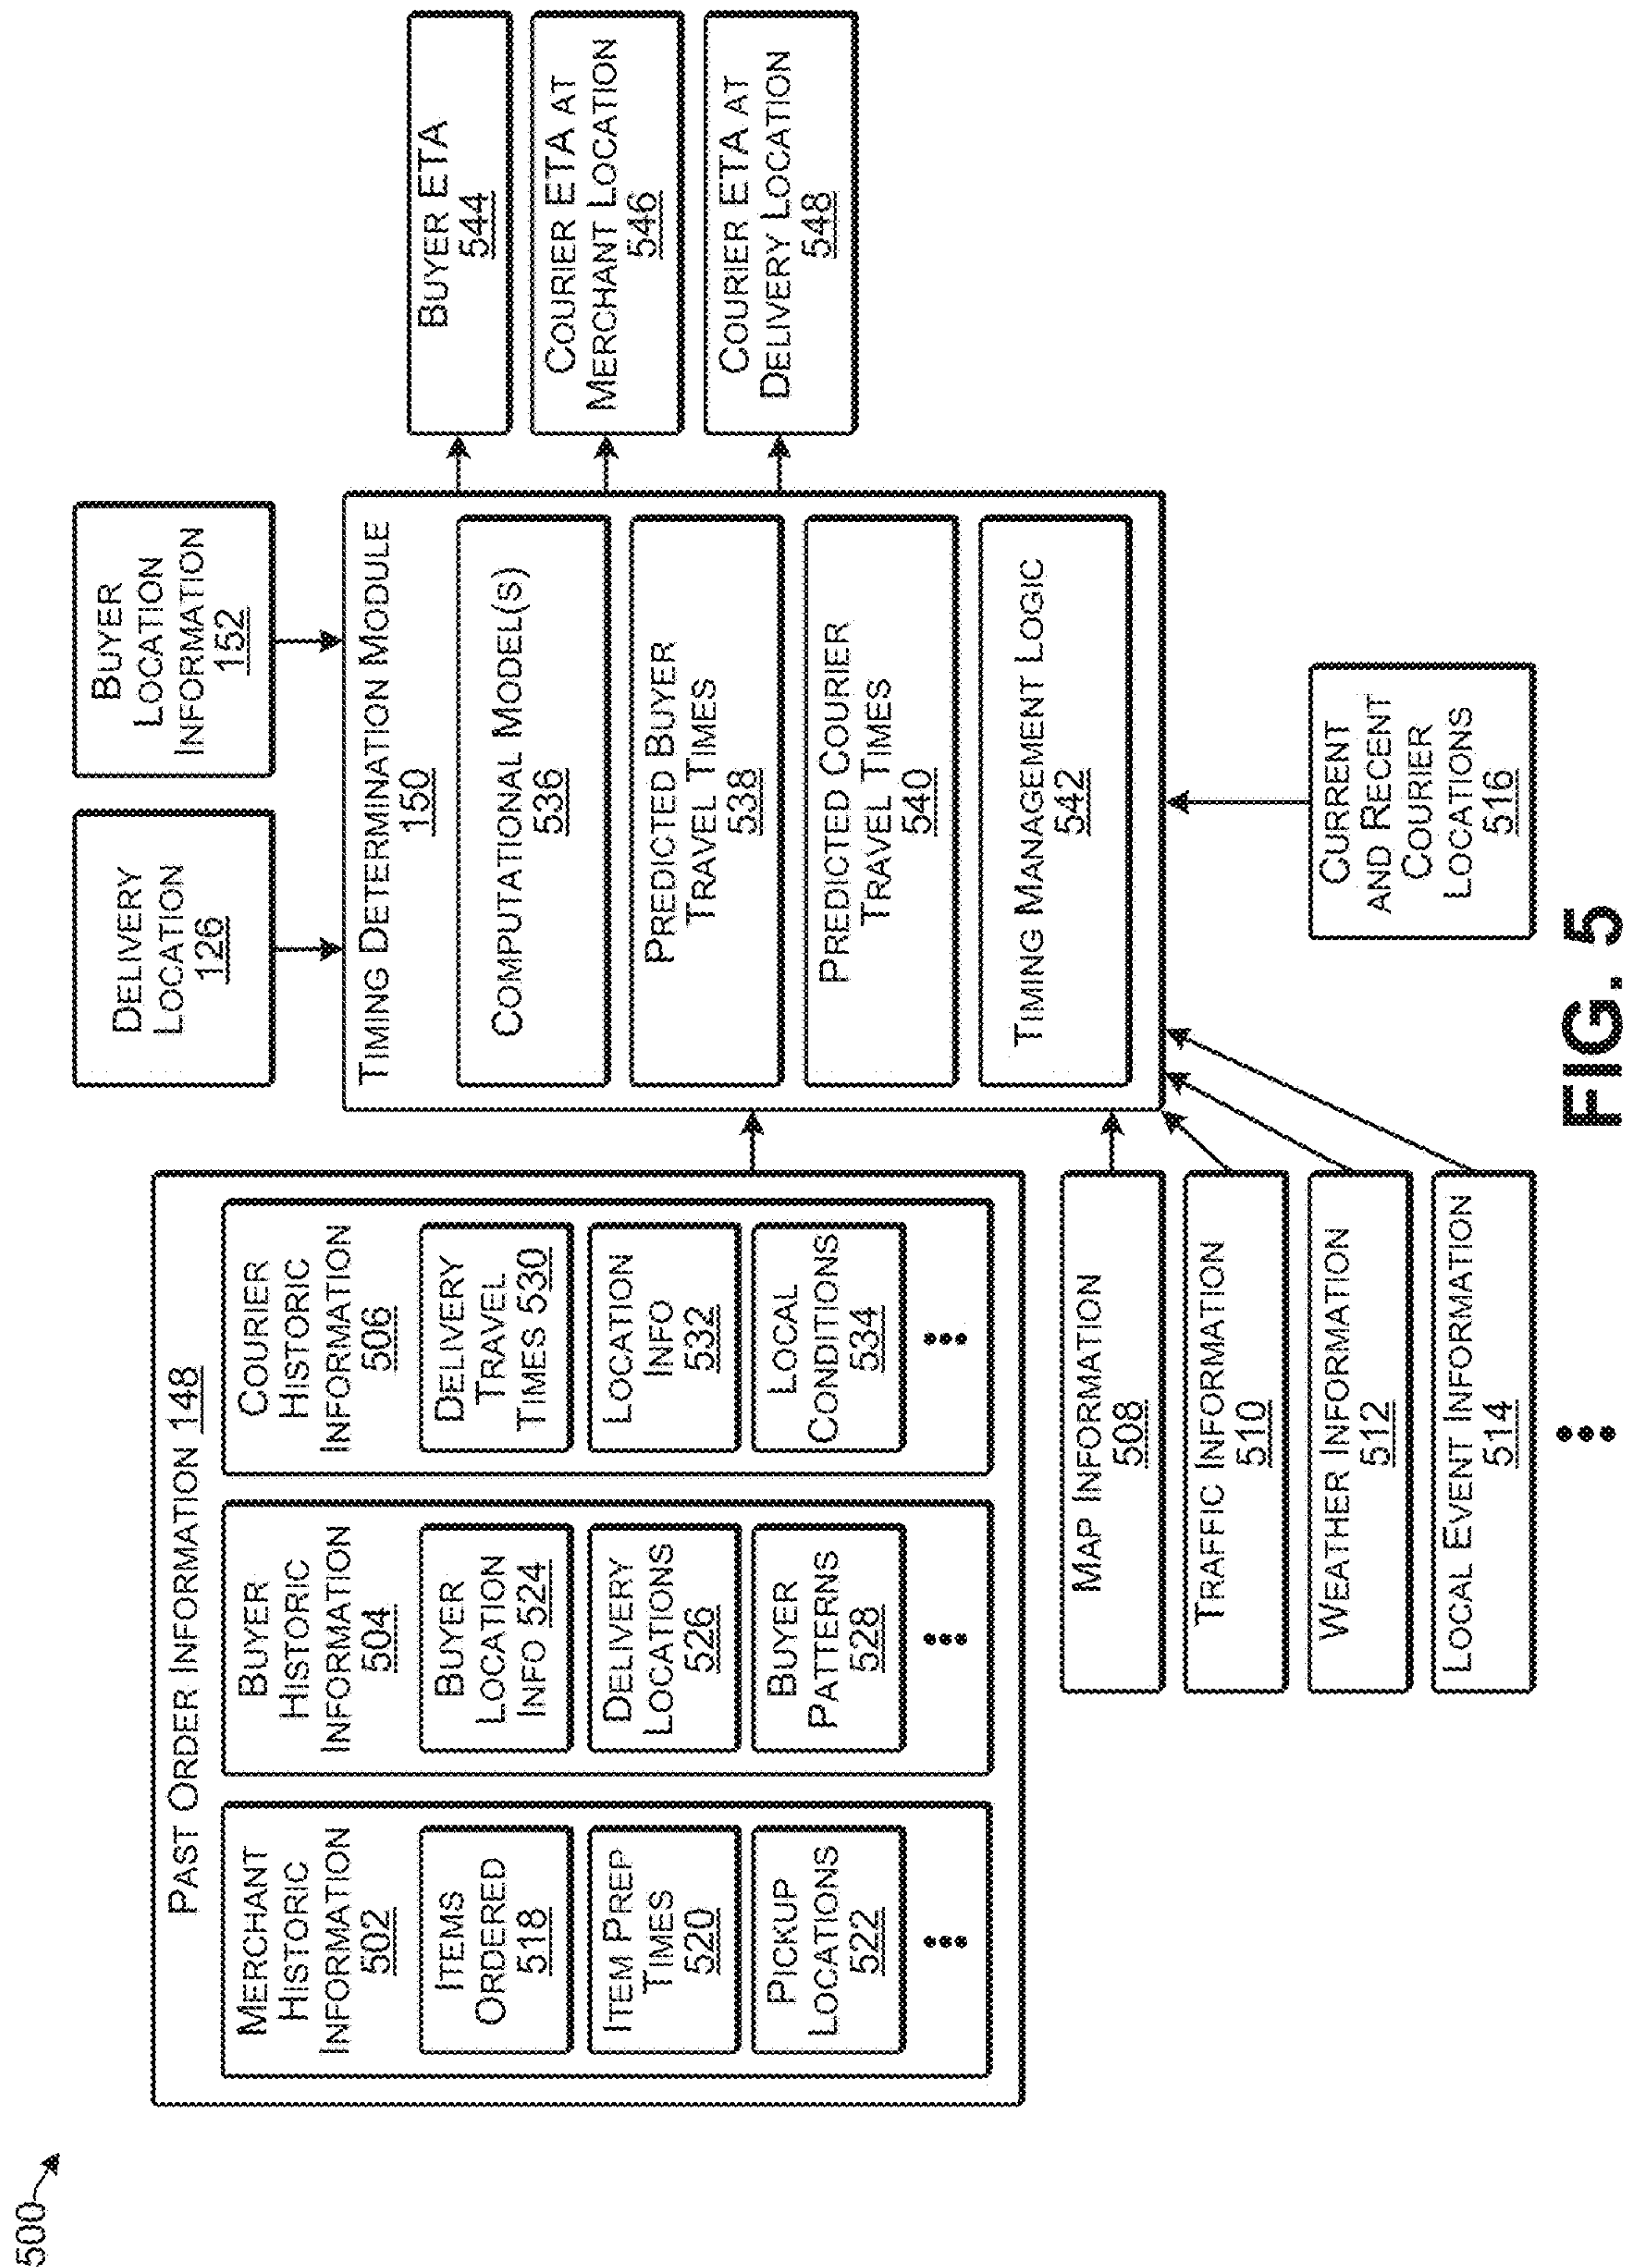 500
PAST ORDER INFORMATION 148
MERCHANT
HISTORIC
INFORMATION
502
ITEMS
ORDERED
518
ITEM PREP
TIMES
520
PICKUP
LOCATIONS
522
BUYER
HISTORIC
INFORMATION
504
BUYER
LOCATION
INFO 524
DELIVERY
LOCATIONS
526
BUYER
PATTERNS
528
COURIER
HISTORIC
INFORMATION
506
DELIVERY
TRAVEL
TIMES 530
LOCATION
INFO
532
LOCAL
CONDITIONS
534
MAP INFORMATION
508
TRAFFIC INFORMATION
510
WEATHER INFORMATION
512
LOCAL EVENT INFORMATION
514
DELIVERY
LOCATION
126
BUYER
LOCATION
INFORMATION
152
TIMING DETERMINATION MODULE
150
COMPUTATIONAL MODEL(S)
536
PREDICTED BUYER
TRAVEL TIMES
538
PREDICTED COURIER
TRAVEL TIMES
540
TIMING MANAGEMENT LOGIC
542
CURRENT
AND RECENT
COURIER
LOCATIONS
516
BUYER ETA
544
COURIER ETA AT
MERCHANT LOCATION
546
COURIER ETA AT
DELIVERY LOCATION
548
FIG. 5